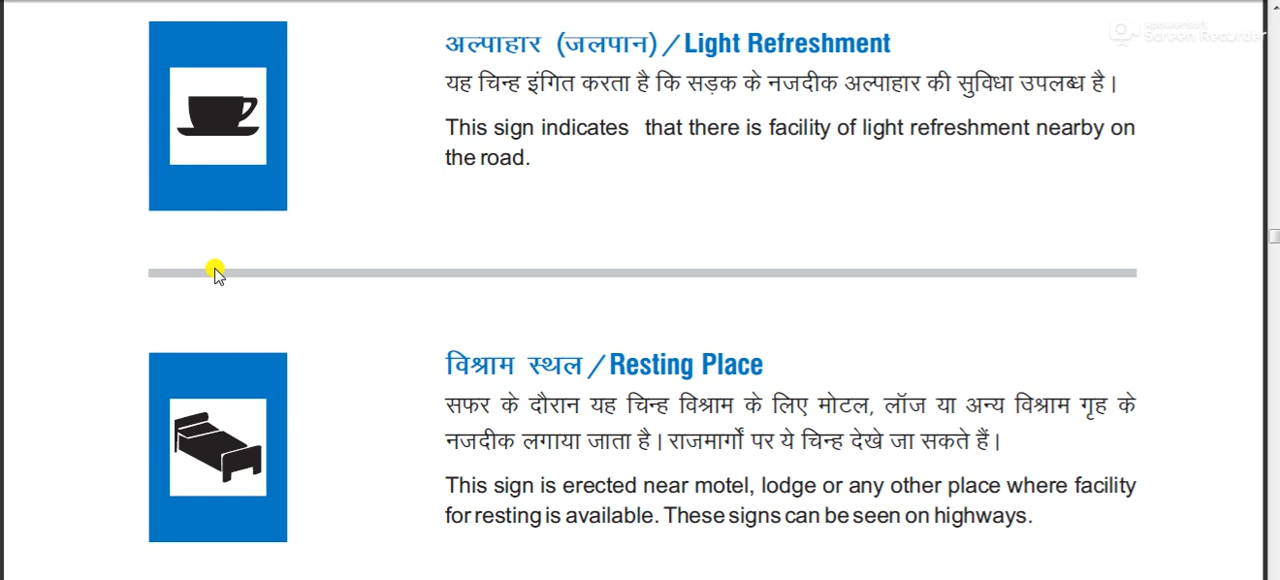 Apowersoft
Screen Recorder
अल्पाहार (जलपान) / Light Refreshment
यह चिन्ह इंगित करता है कि सड़क के नजदीक अल्पाहार की सुविधा उपलब्ध है।
This sign indicates that there is facility of light refreshment nearby on
the road.
विश्राम स्थल / Resting Place
सफर के दौरान यह चिन्ह विश्राम के लिए मोटल, लॉज या अन्य विश्राम गृह के
नजदीक लगाया जाता है। राजमार्गों पर ये चिन्ह देखे जा सकते हैं।
This sign is erected near motel, lodge or any other place where facility
for resting is available. These signs can be seen on highways.